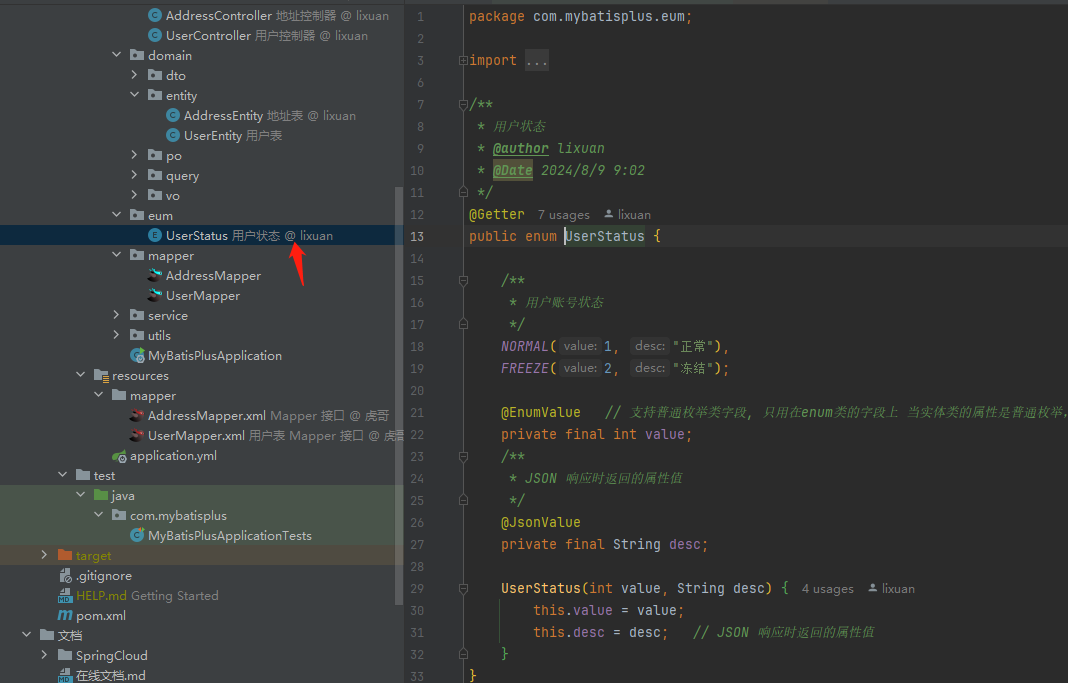 AddressController 地址控制器 @ lixuan
UserController 用户控制器 @ lixuan
domain
dto
entity
AddressEntity 地址表 @ lixuan
UserEntity 用户表
po
query
vo
eum
UserStatus 用户状态 @ lixuan
mapper
AddressMapper
UserMapper
service
utils
MyBatisPlusApplication
resources
mapper
AddressMapper.xml Mapper 接口 @ 虎哥
UserMapper.xml 用户表 Mapper 接口 @ 虎哥
application.yml
test
java
com.mybatisplus
MyBatisPlusApplicationTests
target
.gitignore
HELP.md Getting Started
pom.xml
文档
SpringCloud
在线文档.md
1 package com.mybatisplus.eum;
2
3 import ...
6
7 /**
8 * 用户状态
9 * @author lixuan
10 * @Date 2024/8/9 9:02
11 */
12 @Getter 7 usages lixuan
13 public enum UserStatus {
14
15 /**
16 * 用户账号状态
17 */
18 NORMAL( value: 1, desc: "正常"),
19 FREEZE( value: 2, desc: "冻结");
20
21 @EnumValue // 支持普通枚举类字段, 只用在enum类的字段上 当实体类的属性是普通枚举.
22 private final int value;
23 /**
24 * JSON 响应时返回的属性值
25 */
26 @JsonValue
27 private final String desc;
28
29 UserStatus(int value, String desc) { 4 usages lixuan
30 this.value = value;
31 this.desc = desc; // JSON 响应时返回的属性值
32 }
33 }